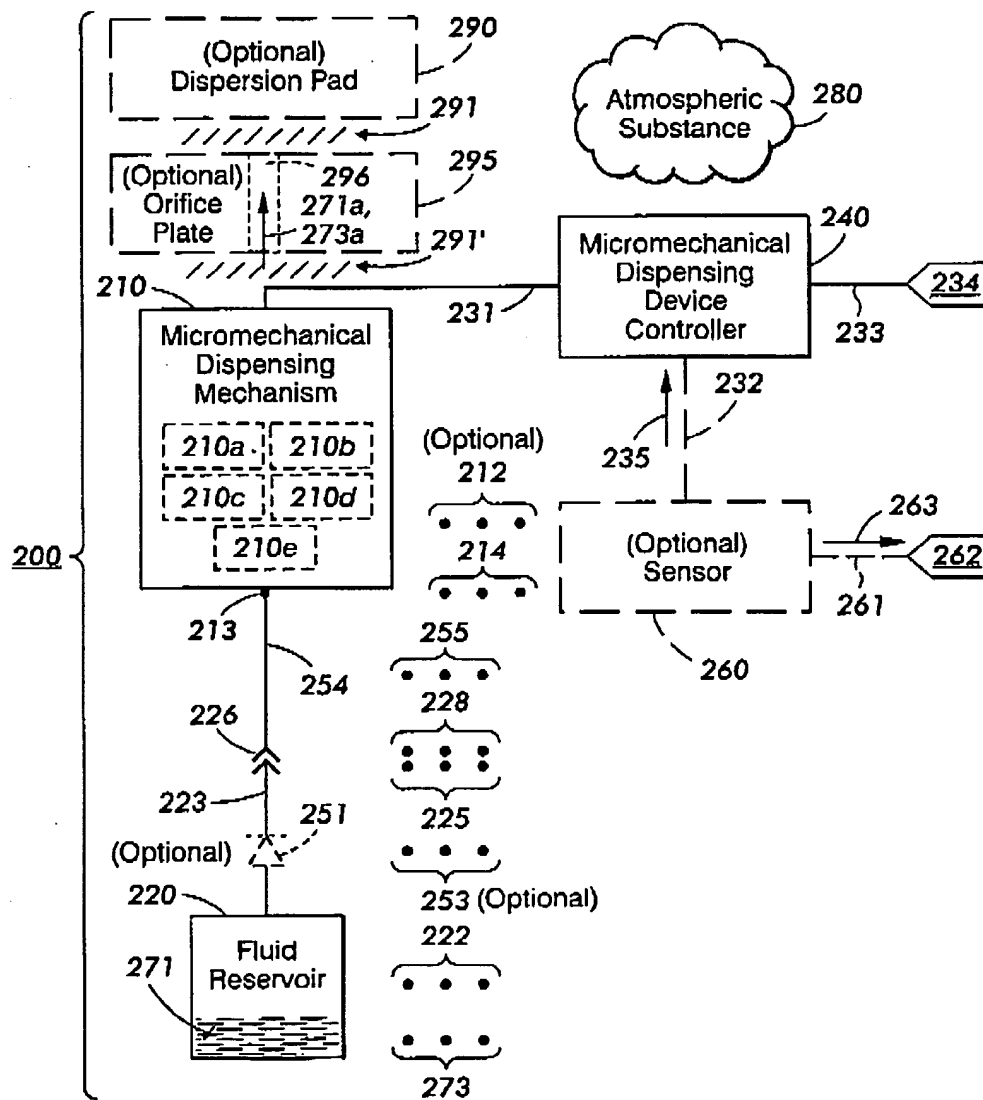 (Optional)
Dispersion Pad
290
291
(Optional)
Orifice
Plate
296
271a,
273a
295
291'
Atmospheric
Substance
280
210
Micromechanical
Dispensing
Mechanism
210a
210b
210c
210d
210e
231
Micromechanical
Dispensing
Device
Controller
240
234
233
232
235
(Optional)
212
214
(Optional)
Sensor
263
262
261
260
200
213
254
255
226
228
223
225
251
(Optional)
253 (Optional)
220
222
Fluid
Reservoir
271
273